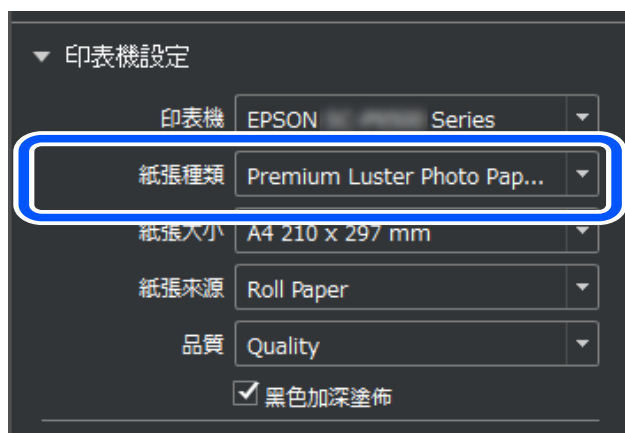 印表機設定
印表機 EPSON Series
紙張種類 Premium Luster Photo Pap...
紙張大小 A4 210 x 297 mm
紙張來源 Roll Paper
品質 Quality
黑色加深塗佈